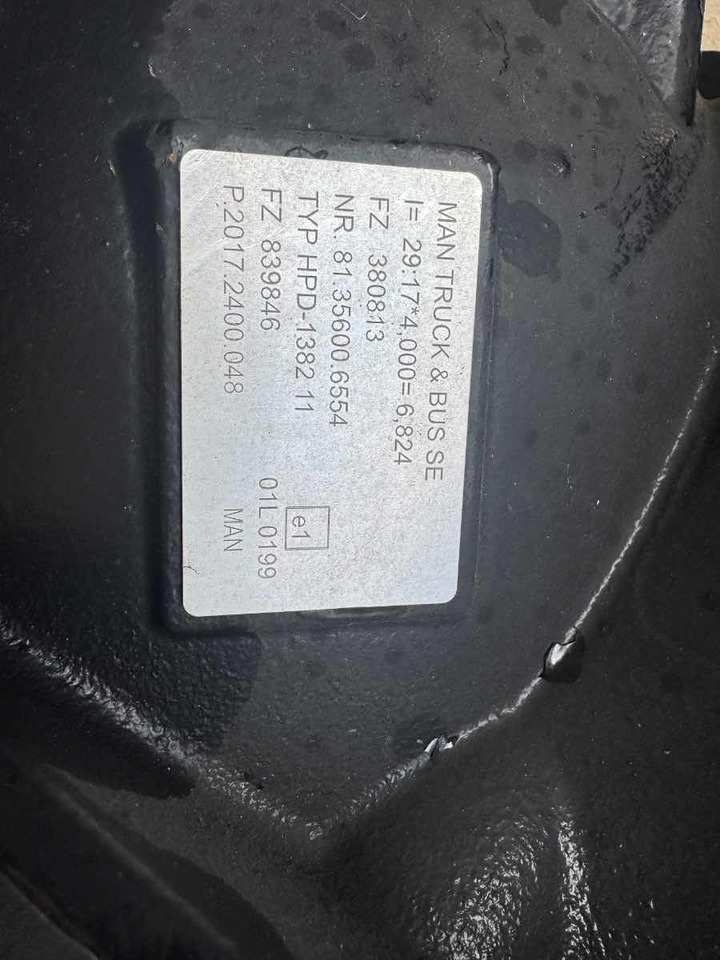 MAN TRUCK & BUS SE
I= 29:17*4,000= 6,824
FZ 380813
NR. 81.35600.6554
TYP HPD-1382 11 e1
FZ 839846 01L 0199
P.2017.2400.048 MAN